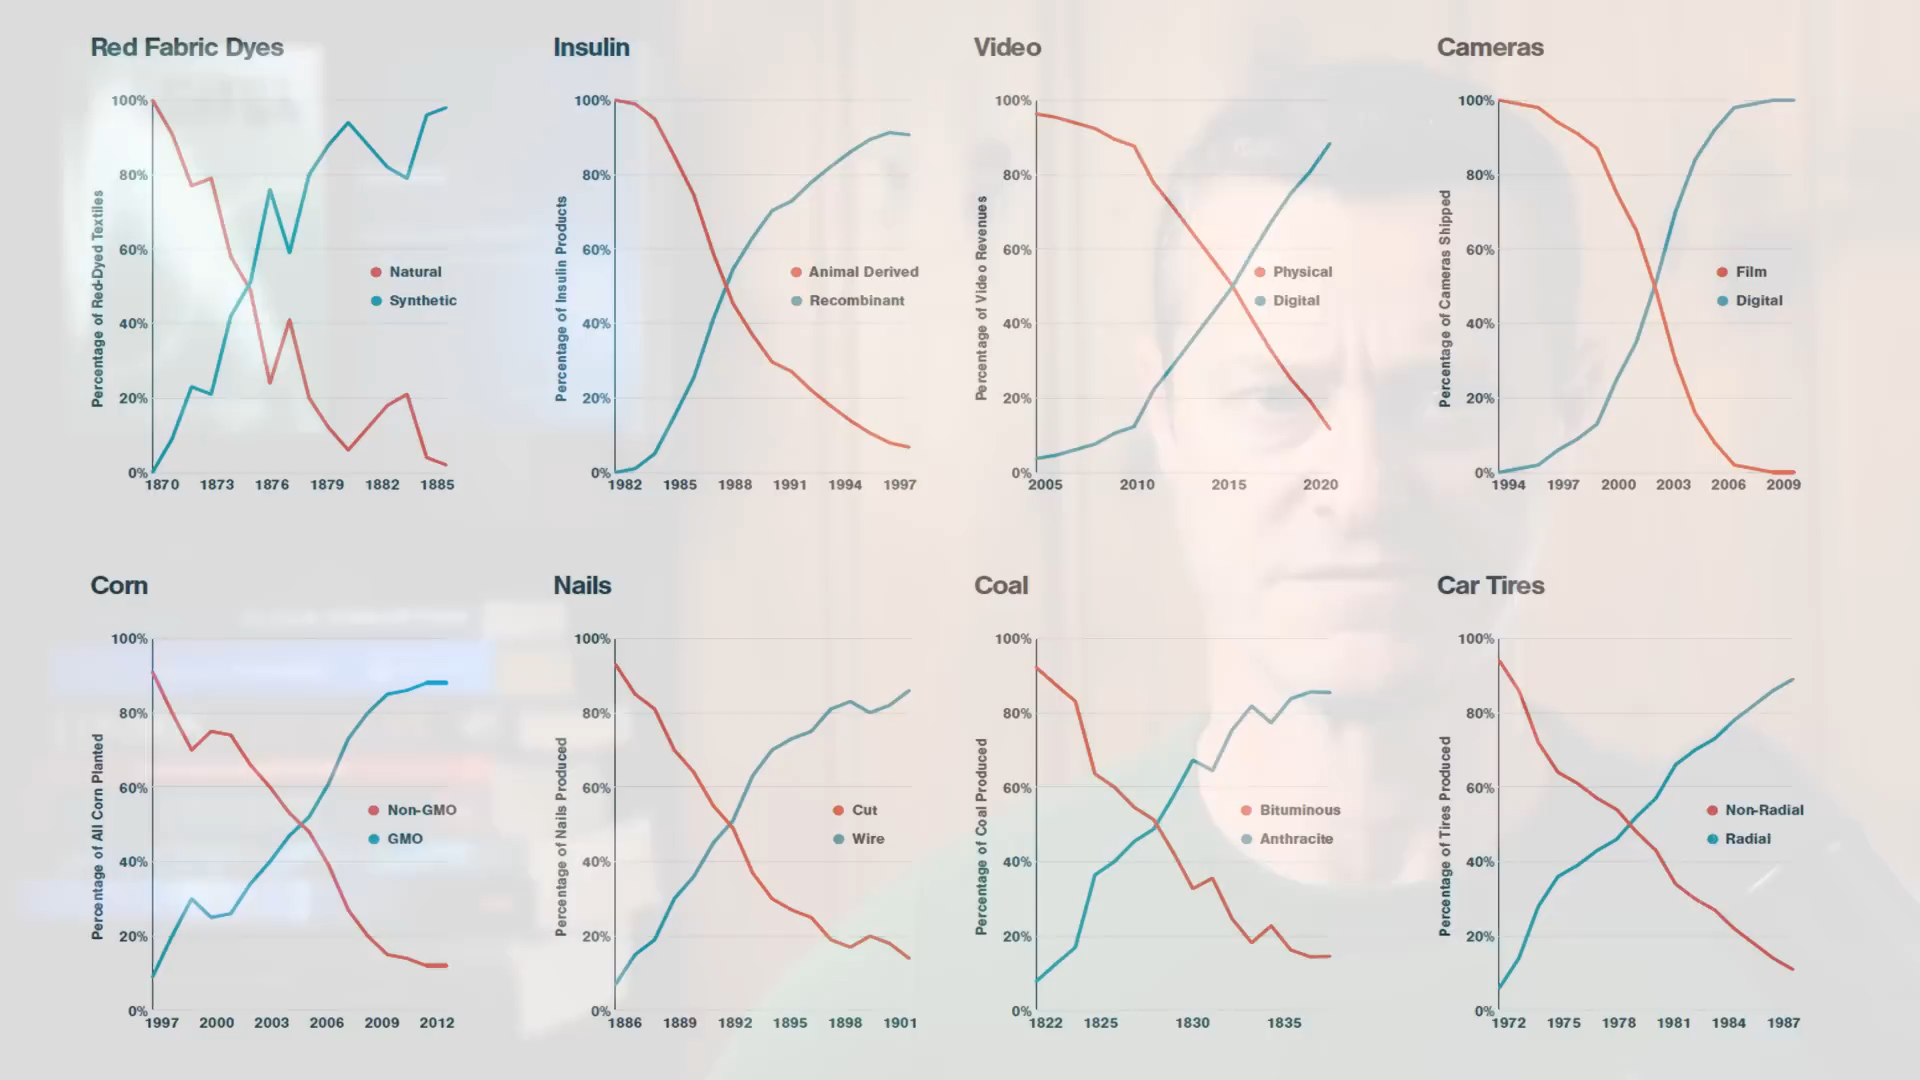 Red Fabric Dyes
Percentage of Red-Dyed Textiles
100%
80%
60%
40%
20%
0%
1870 1873 1876 1879 1882 1885
Natural
Synthetic
Insulin
Percentage of Insulin Products
100%
80%
60%
40%
20%
0%
1982 1985 1988 1991 1994 1997
Animal Derived
Recombinant
Video
Percentage of Video Revenues
100%
80%
60%
40%
20%
0%
2005 2010 2015 2020
Physical
Digital
Cameras
Percentage of Cameras Shipped
100%
80%
60%
40%
20%
0%
1994 1997 2000 2003 2006 2009
Film
Digital
Corn
Percentage of All Corn Planted
100%
80%
60%
40%
20%
0%
1997 2000 2003 2006 2009 2012
Non-GMO
GMO
Nails
Percentage of Nails Produced
100%
80%
60%
40%
20%
0%
1886 1889 1892 1895 1898 1901
Cut
Wire
Coal
Percentage of Coal Produced
100%
80%
60%
40%
20%
0%
1822 1825 1830 1835
Bituminous
Anthracite
Car Tires
Percentage of Tires Produced
100%
80%
60%
40%
20%
0%
1972 1975 1978 1981 1984 1987
Non-Radial
Radial